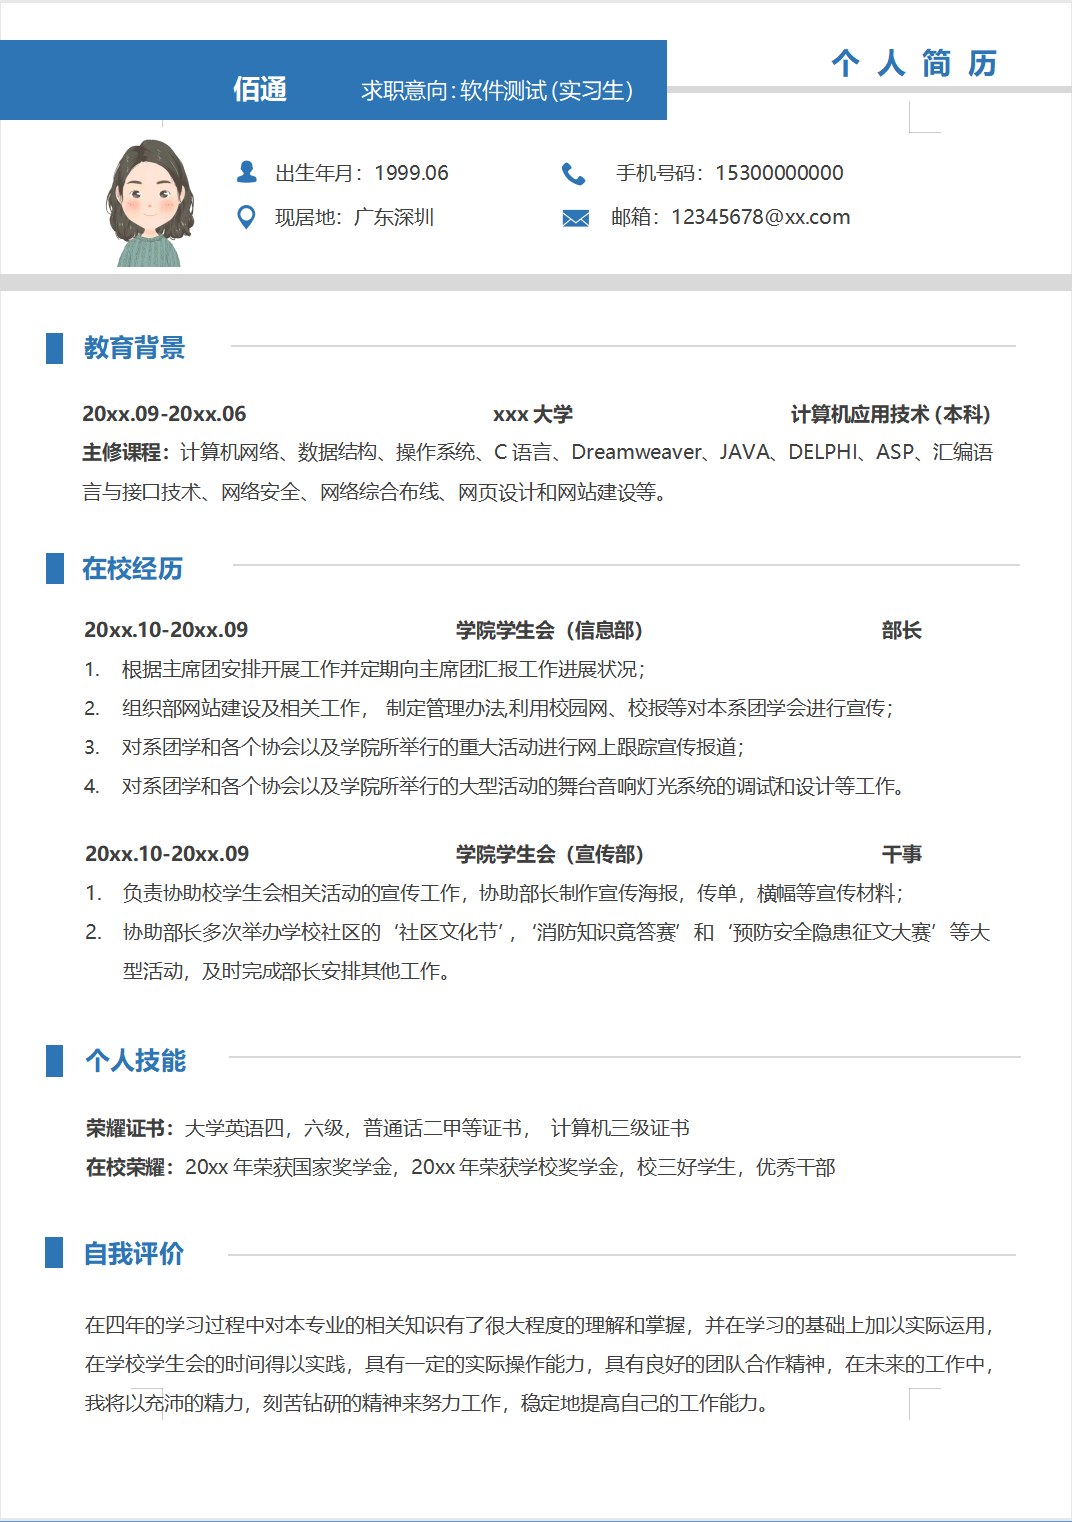 个人简历
佰通 求职意向:软件测试(实习生)
出生年月：1999.06 手机号码：15300000000
现居地：广东深圳 邮箱：12345678@xx.com
教育背景
20xx.09-20xx.06 xxx大学 计算机应用技术(本科)
主修课程：计算机网络、数据结构、操作系统、C语言、Dreamweaver、JAVA、DELPHI、ASP、汇编语
言与接口技术、网络安全、网络综合布线、网页设计和网站建设等。
在校经历
20xx.10-20xx.09 学院学生会（信息部） 部长
1. 根据主席团安排开展工作并定期向主席团汇报工作进展状况；
2. 组织部网站建设及相关工作， 制定管理办法,利用校园网、校报等对本系团学会进行宣传；
3. 对系团学和各个协会以及学院所举行的重大活动进行网上跟踪宣传报道；
4. 对系团学和各个协会以及学院所举行的大型活动的舞台音响灯光系统的调试和设计等工作。
20xx.10-20xx.09 学院学生会（宣传部） 干事
1. 负责协助校学生会相关活动的宣传工作，协助部长制作宣传海报，传单，横幅等宣传材料；
2. 协助部长多次举办学校社区的‘社区文化节’，‘消防知识竟答赛’和‘预防安全隐患征文大赛’等大
型活动，及时完成部长安排其他工作。
个人技能
荣耀证书：大学英语四，六级，普通话二甲等证书， 计算机三级证书
在校荣耀：20xx年荣获国家奖学金，20xx年荣获学校奖学金，校三好学生，优秀干部
自我评价
在四年的学习过程中对本专业的相关知识有了很大程度的理解和掌握，并在学习的基础上加以实际运用，
在学校学生会的时间得以实践，具有一定的实际操作能力，具有良好的团队合作精神，在未来的工作中，
我将以充沛的精力，刻苦钻研的精神来努力工作，稳定地提高自己的工作能力。